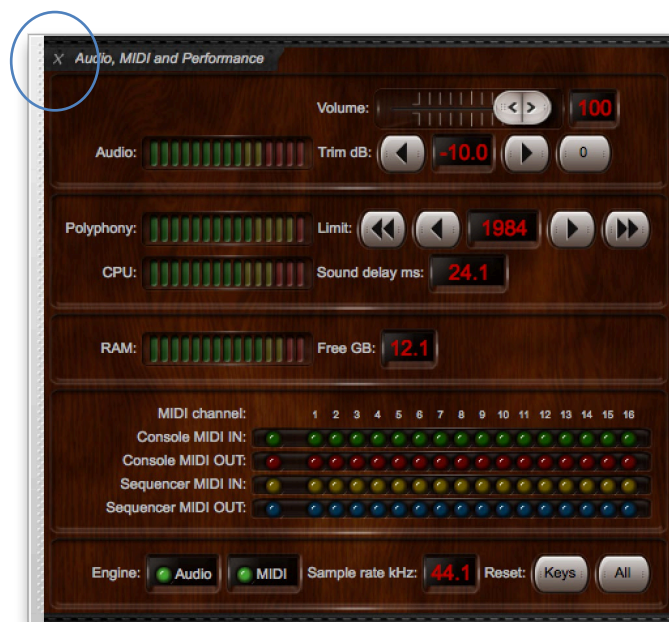 X Audio, MIDI and Performance
Volume: < > 100
Audio: Trim dB: -10.0 0
Polyphony: Limit: 1984
CPU: Sound delay ms: 24.1
RAM: Free GB: 12.1
MIDI channel: 1 2 3 4 5 6 7 8 9 10 11 12 13 14 15 16
Console MIDI IN:
Console MIDI OUT:
Sequencer MIDI IN:
Sequencer MIDI OUT:
Engine: Audio MIDI Sample rate kHz: 44.1 Reset: Keys All